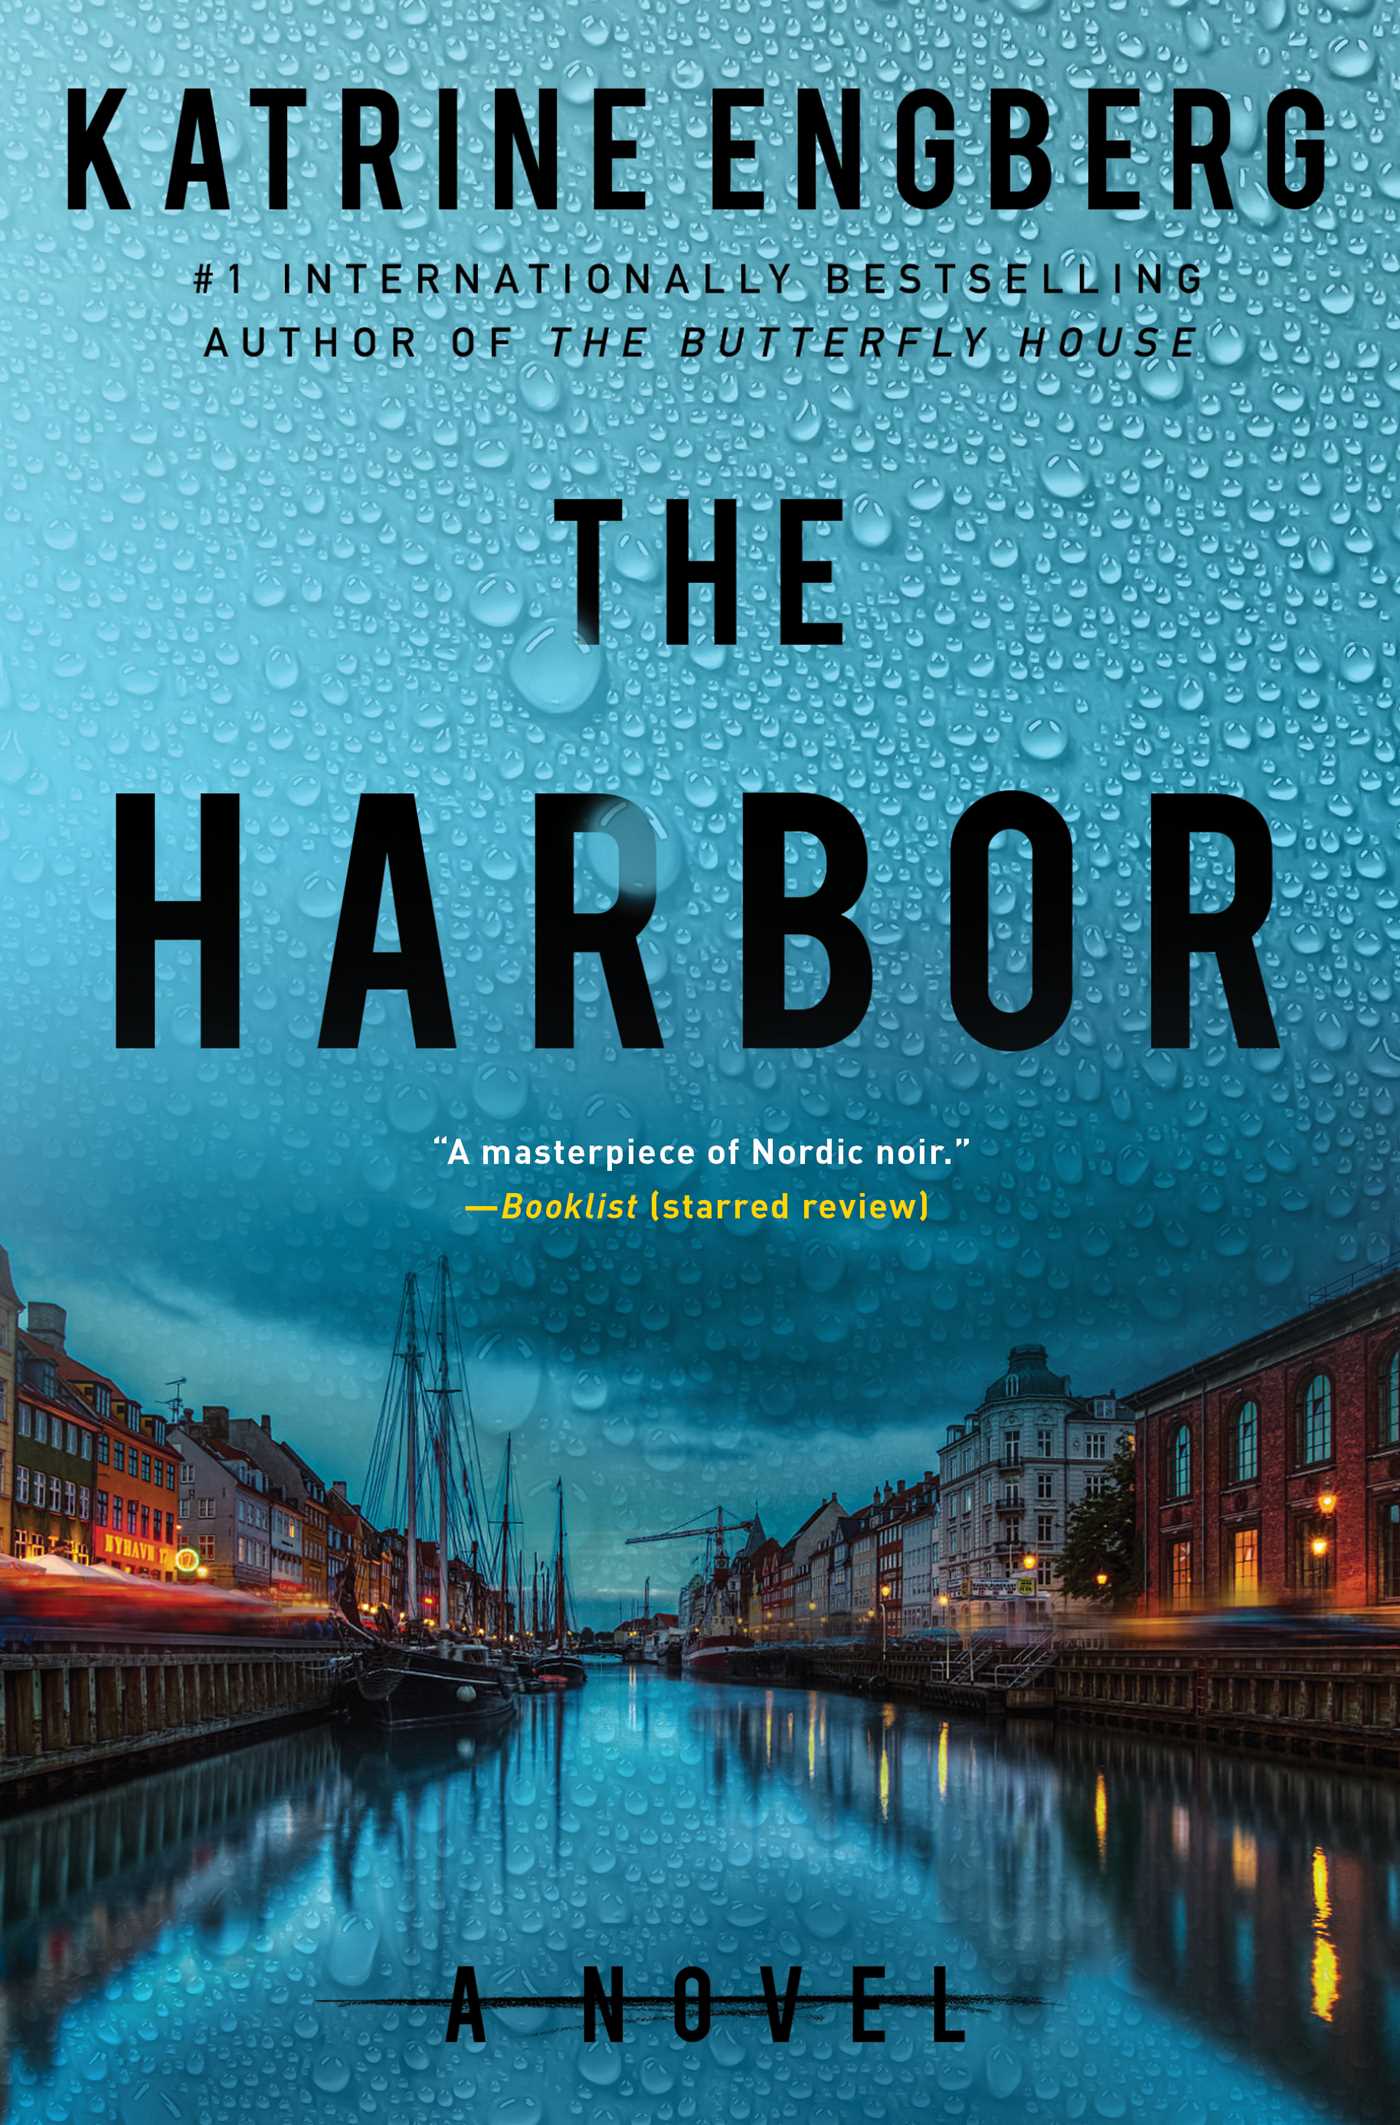 KATRINE ENGBERG
#1 INTERNATIONALLY BESTSELLING
AUTHOR OF THE BUTTERFLY HOUSE
THE
HARBOR
“A masterpiece of Nordic noir.”
—Booklist (starred review)
NYHAVN 17
A NOVEL